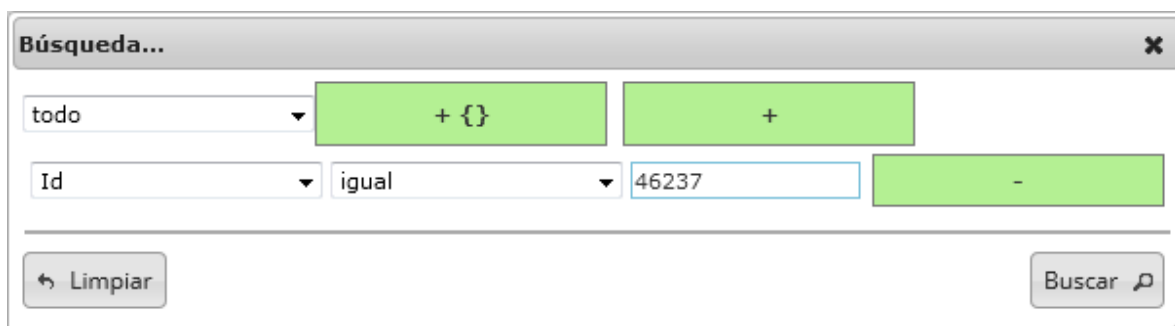 Búsqueda...
todo + {} +
Id igual 46237 -
Limpiar Buscar